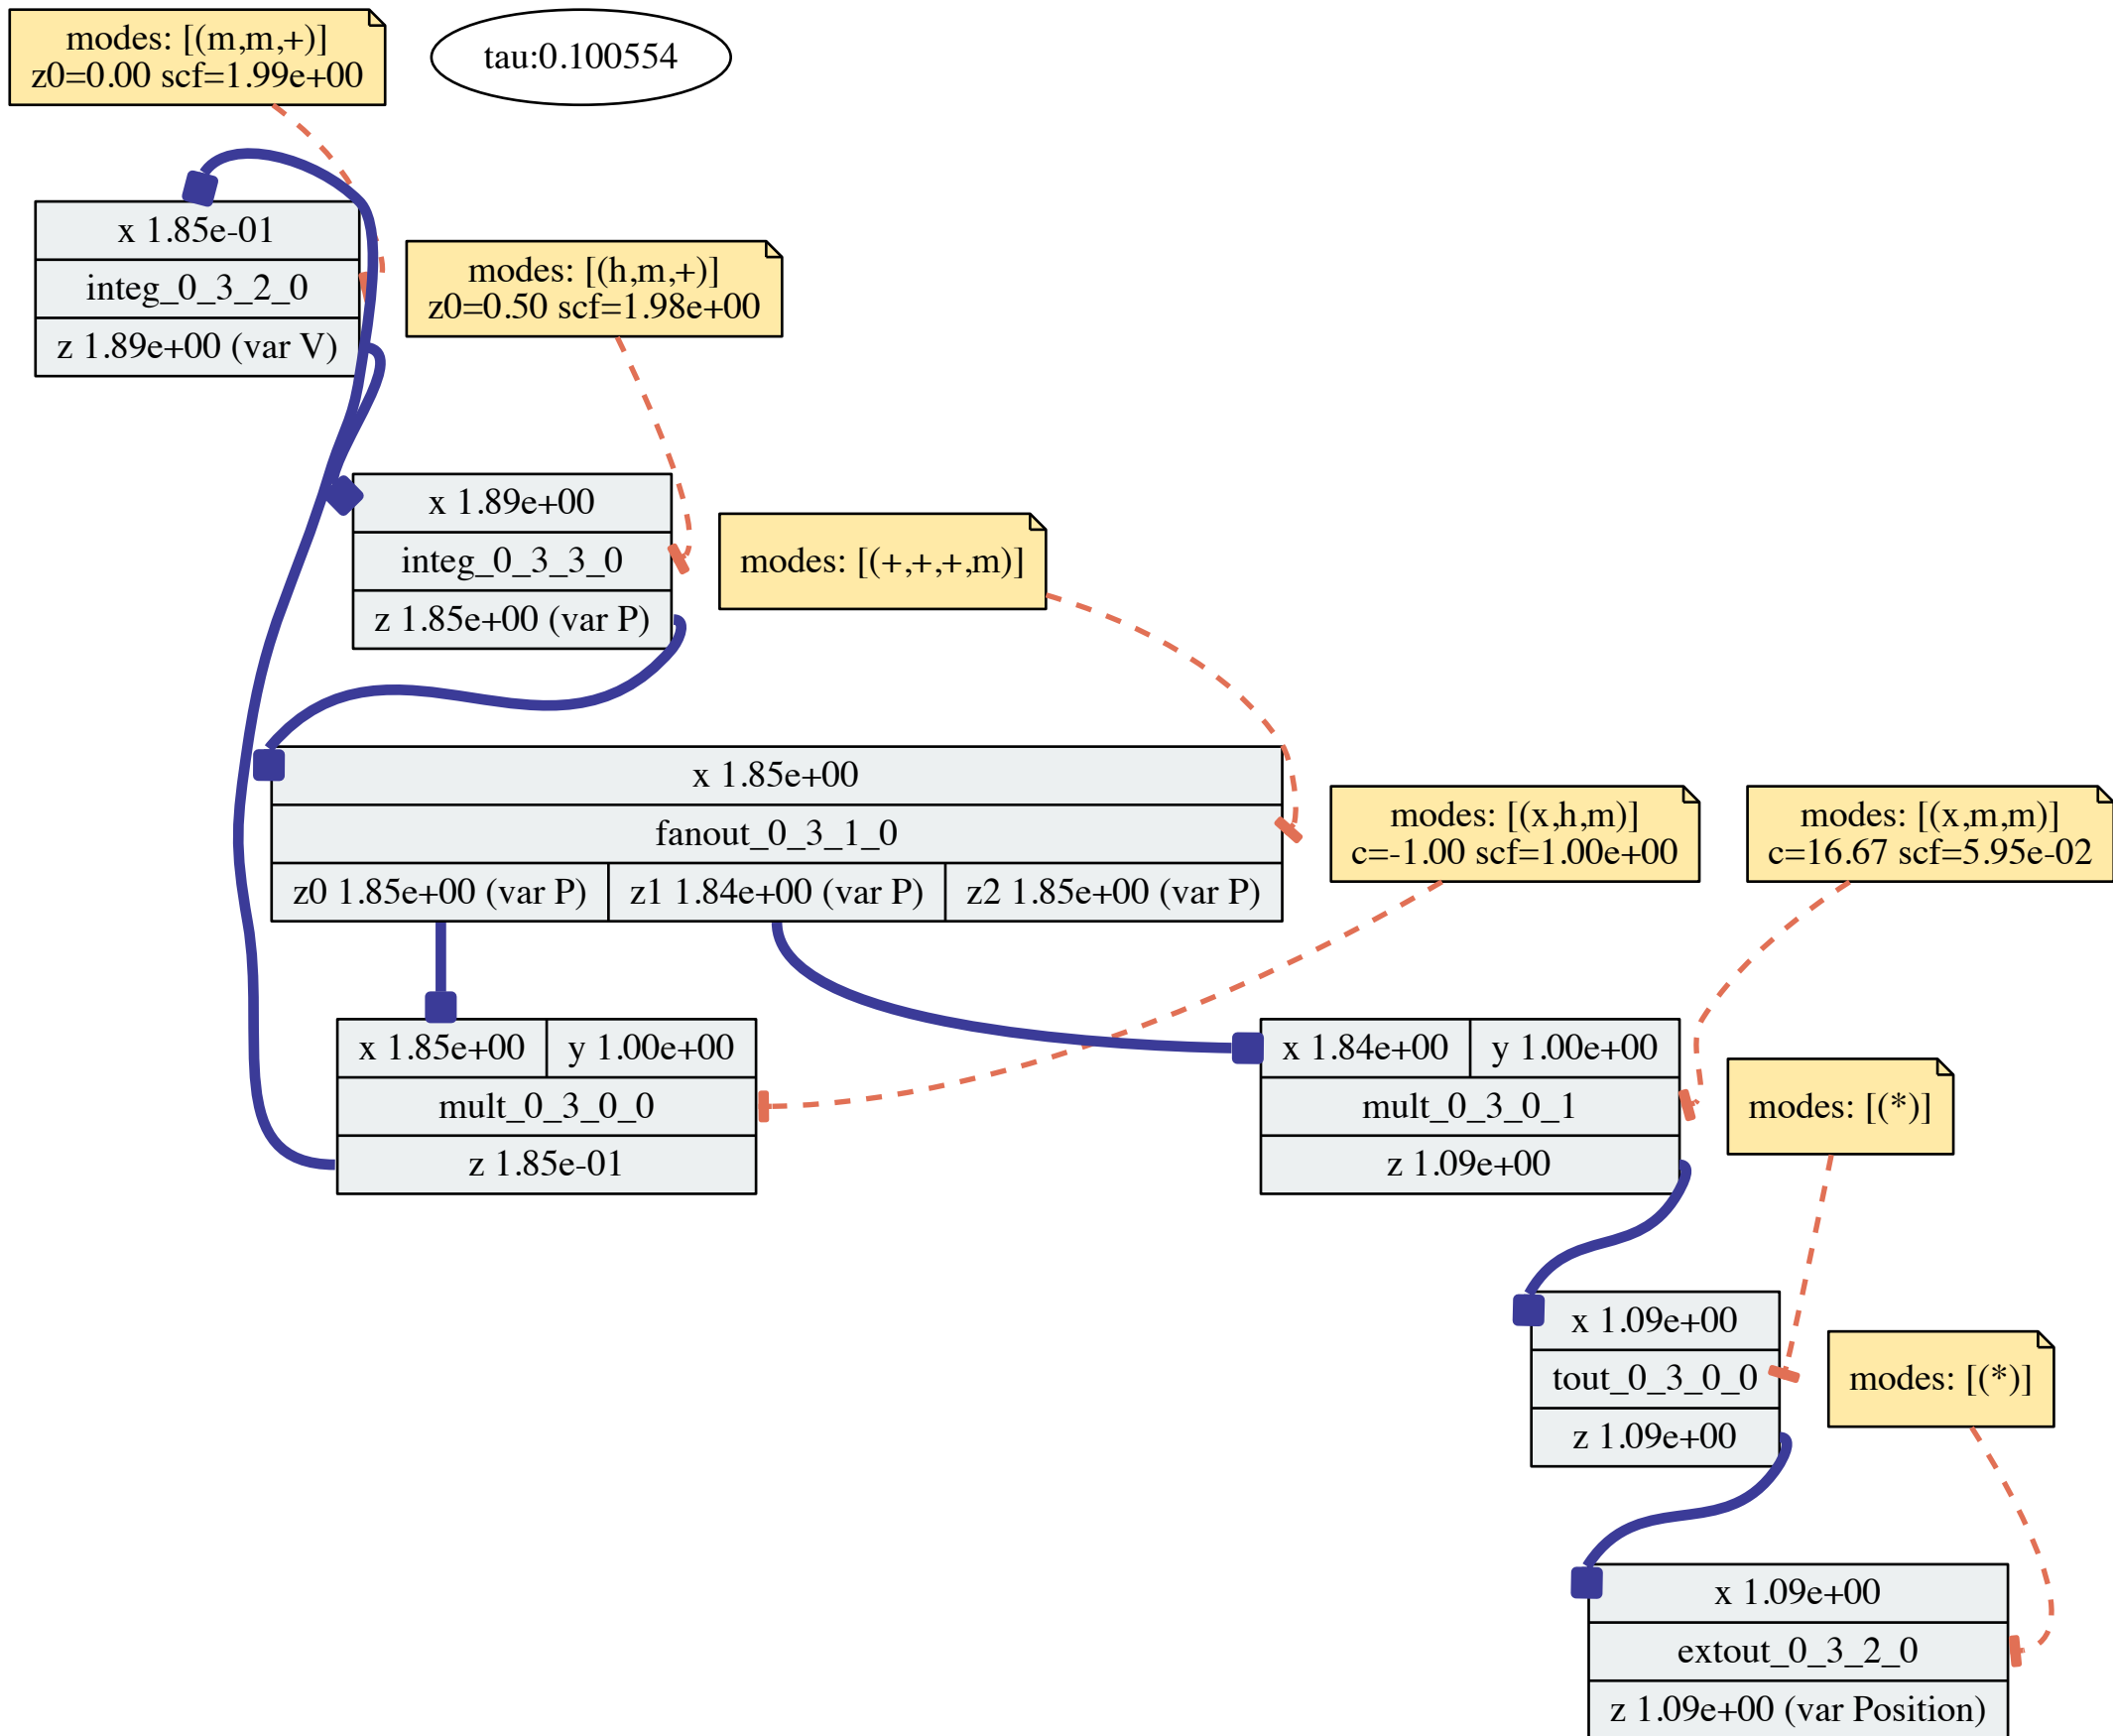 modes: [(m,m,+)]
z0=0.00 scf=1.99e+00
tau:0.100554
x 1.85e-01
integ_0_3_2_0
z 1.89e+00 (var V)
modes: [(h,m,+)]
z0=0.50 scf=1.98e+00
x 1.89e+00
integ_0_3_3_0
z 1.85e+00 (var P)
modes: [(+,+,+,m)]
x 1.85e+00
fanout_0_3_1_0
z0 1.85e+00 (var P)
z1 1.84e+00 (var P)
z2 1.85e+00 (var P)
modes: [(x,h,m)]
c=-1.00 scf=1.00e+00
modes: [(x,m,m)]
c=16.67 scf=5.95e-02
x 1.85e+00
y 1.00e+00
mult_0_3_0_0
z 1.85e-01
x 1.84e+00
y 1.00e+00
mult_0_3_0_1
z 1.09e+00
modes: [(*)]
x 1.09e+00
tout_0_3_0_0
z 1.09e+00
modes: [(*)]
x 1.09e+00
extout_0_3_2_0
z 1.09e+00 (var Position)